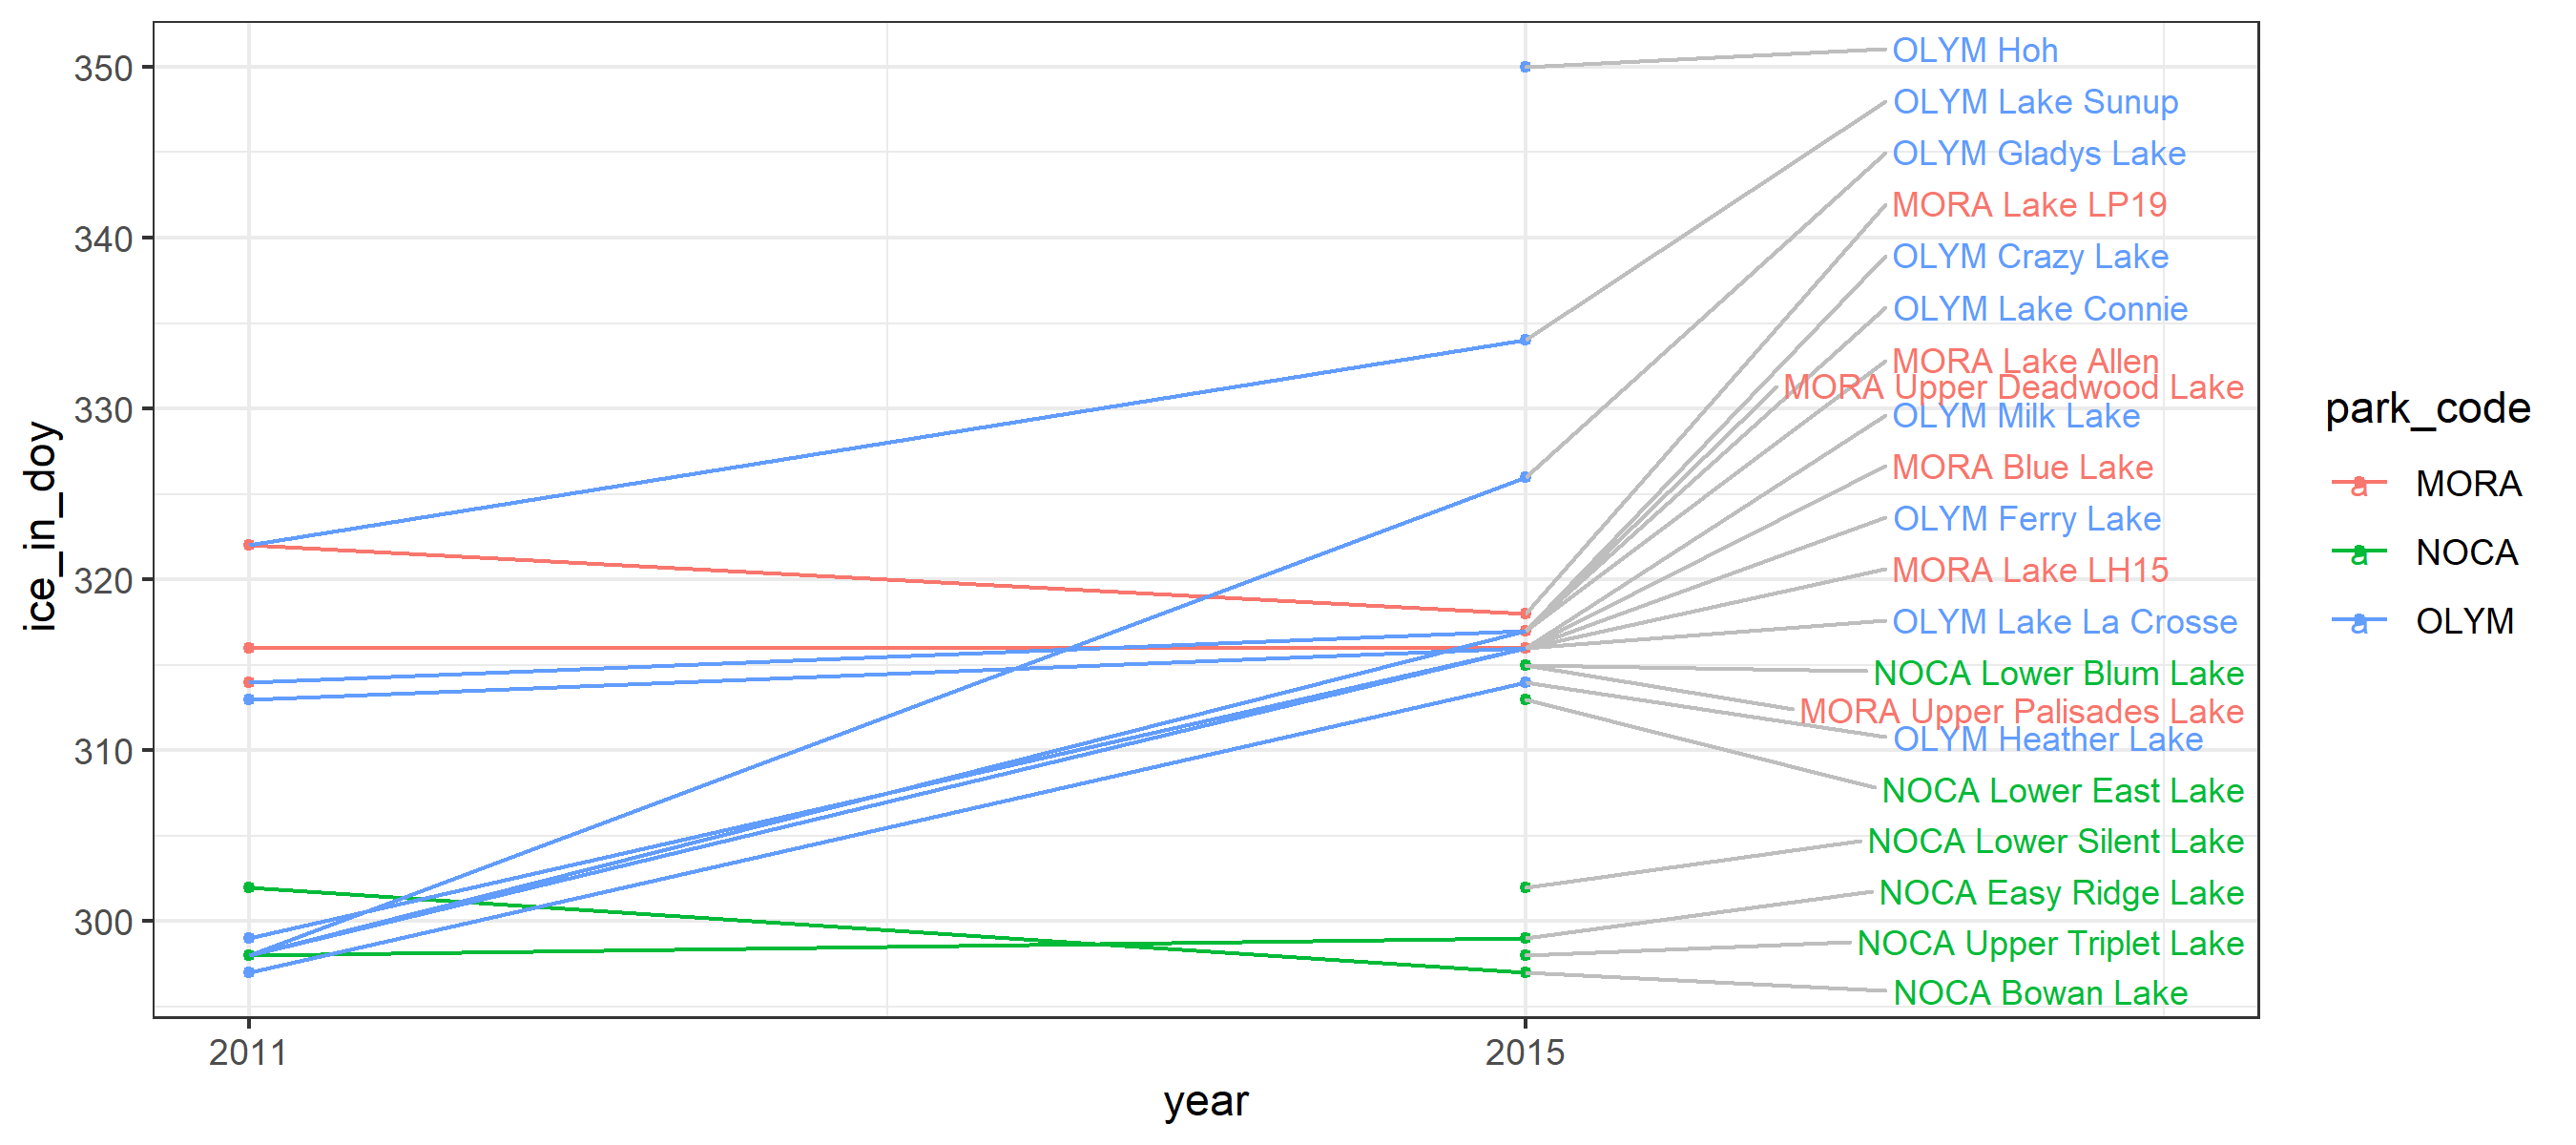 ice_in_doy
350
340
330
320
310
300
2011
2015
year
OLYM Hoh
OLYM Lake Sunup
OLYM Gladys Lake
MORA Lake LP19
OLYM Crazy Lake
OLYM Lake Connie
MORA Lake Allen
MORA Upper Deadwood Lake
OLYM Milk Lake
MORA Blue Lake
OLYM Ferry Lake
MORA Lake LH15
OLYM Lake La Crosse
NOCA Lower Blum Lake
MORA Upper Palisades Lake
OLYM Heather Lake
NOCA Lower East Lake
NOCA Lower Silent Lake
NOCA Easy Ridge Lake
NOCA Upper Triplet Lake
NOCA Bowan Lake
park_code
a MORA
a NOCA
a OLYM